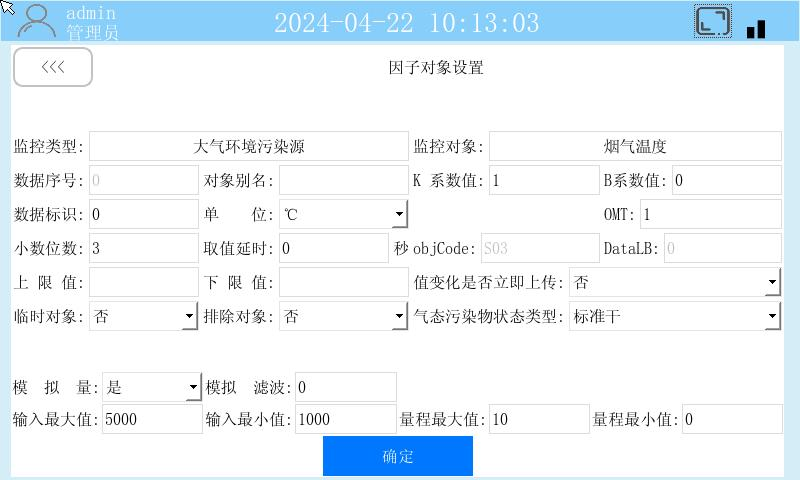 admin
管理员
2024-04-22 10:13:03
<<<
因子对象设置
监控类型: 大气环境污染源 监控对象: 烟气温度
数据序号: 0 对象别名: K 系数值: 1 B系数值: 0
数据标识: 0 单 位: ℃ OMT: 1
小数位数: 3 取值延时: 0 秒 objCode: S03 DataLB: 0
上 限 值: 下 限 值: 值变化是否立即上传: 否
临时对象: 否 排除对象: 否 气态污染物状态类型: 标准干
模 拟 量: 是 模拟 滤波: 0
输入最大值: 5000 输入最小值: 1000 量程最大值: 10 量程最小值: 0
确定